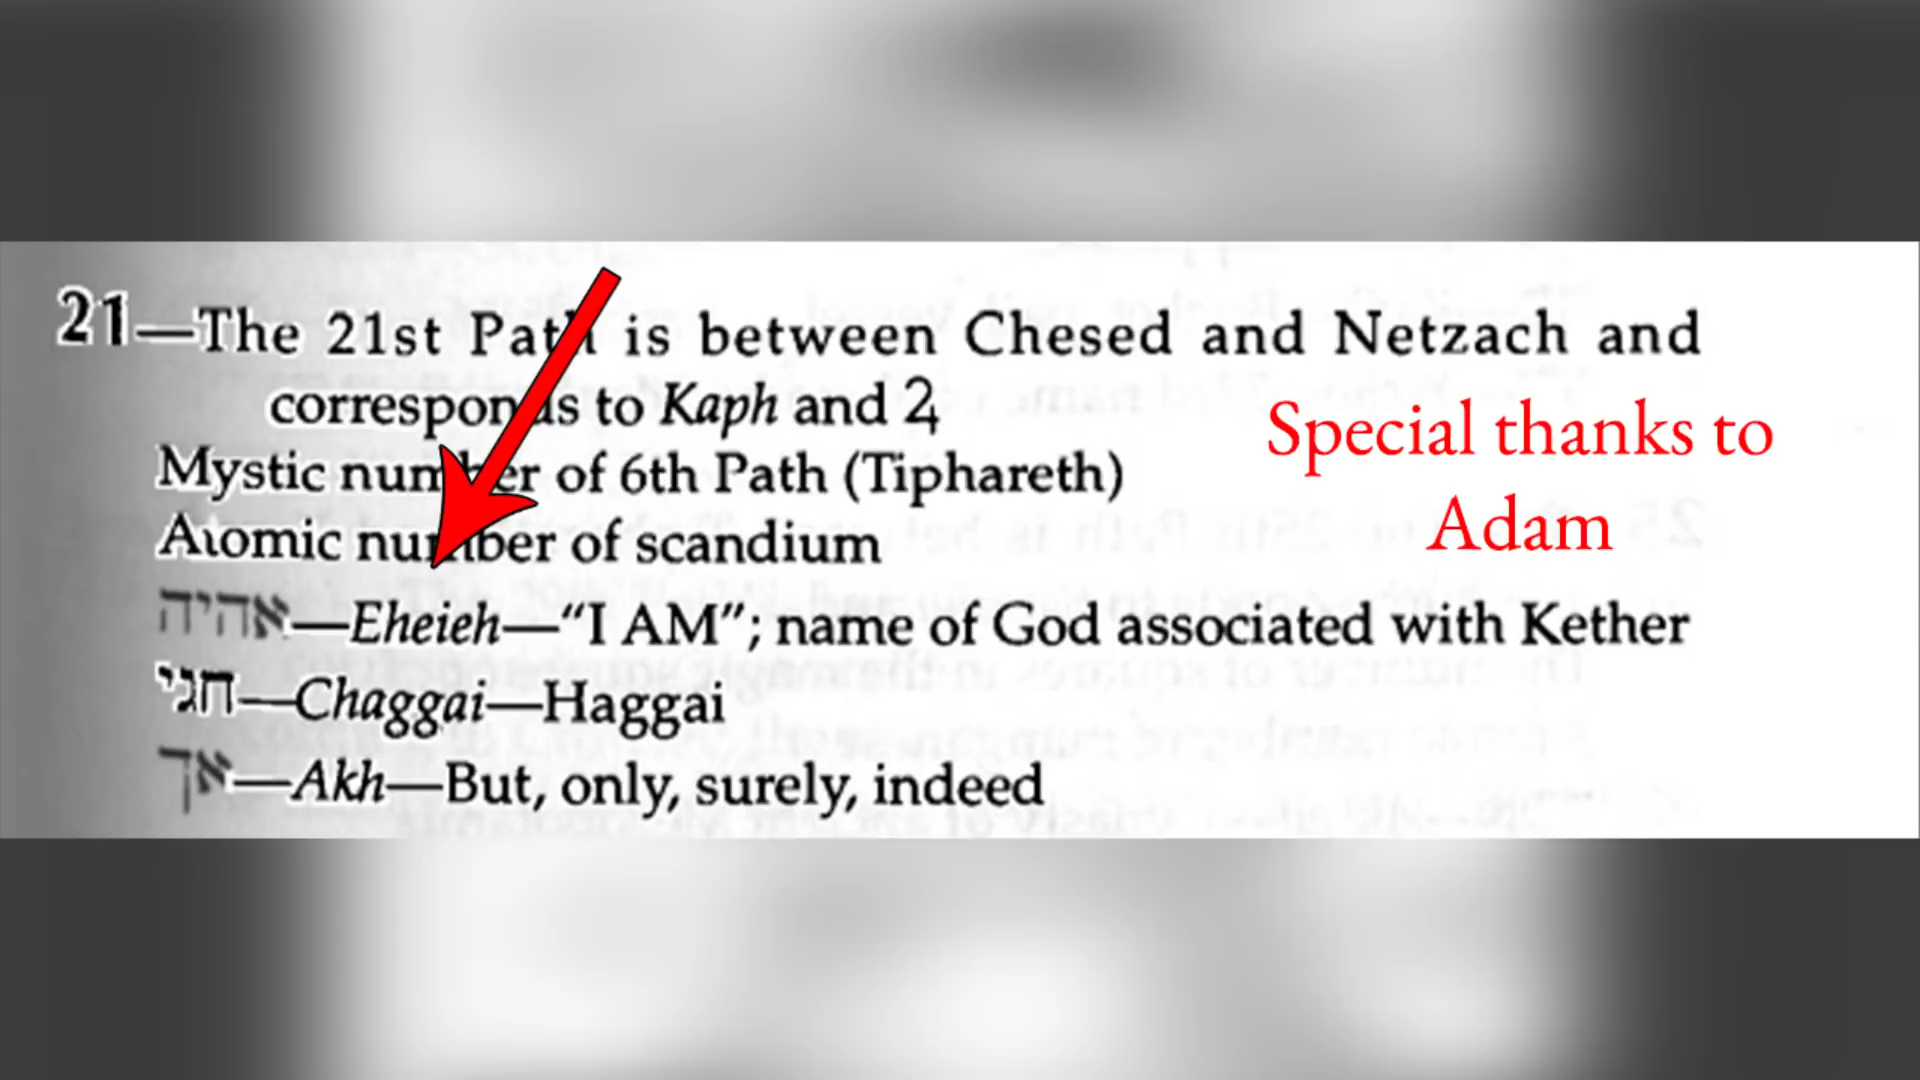 21—The 21st Path is between Chesed and Netzach and
corresponds to Kaph and ♃
Mystic number of 6th Path (Tiphareth)
Atomic number of scandium
אהיה—Eheieh—“I AM”; name of God associated with Kether
חגי—Chaggai—Haggai
אך—Akh—But, only, surely, indeed
Special thanks to
Adam